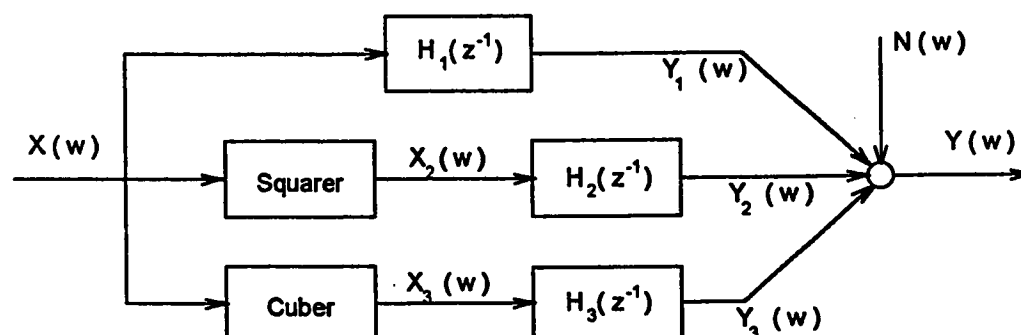 H₁(z⁻¹)
N(w)
Y₁(w)
X(w)
Y(w)
Squarer
X₂(w)
H₂(z⁻¹)
Y₂(w)
Cuber
X₃(w)
H₃(z⁻¹)
Y₃(w)